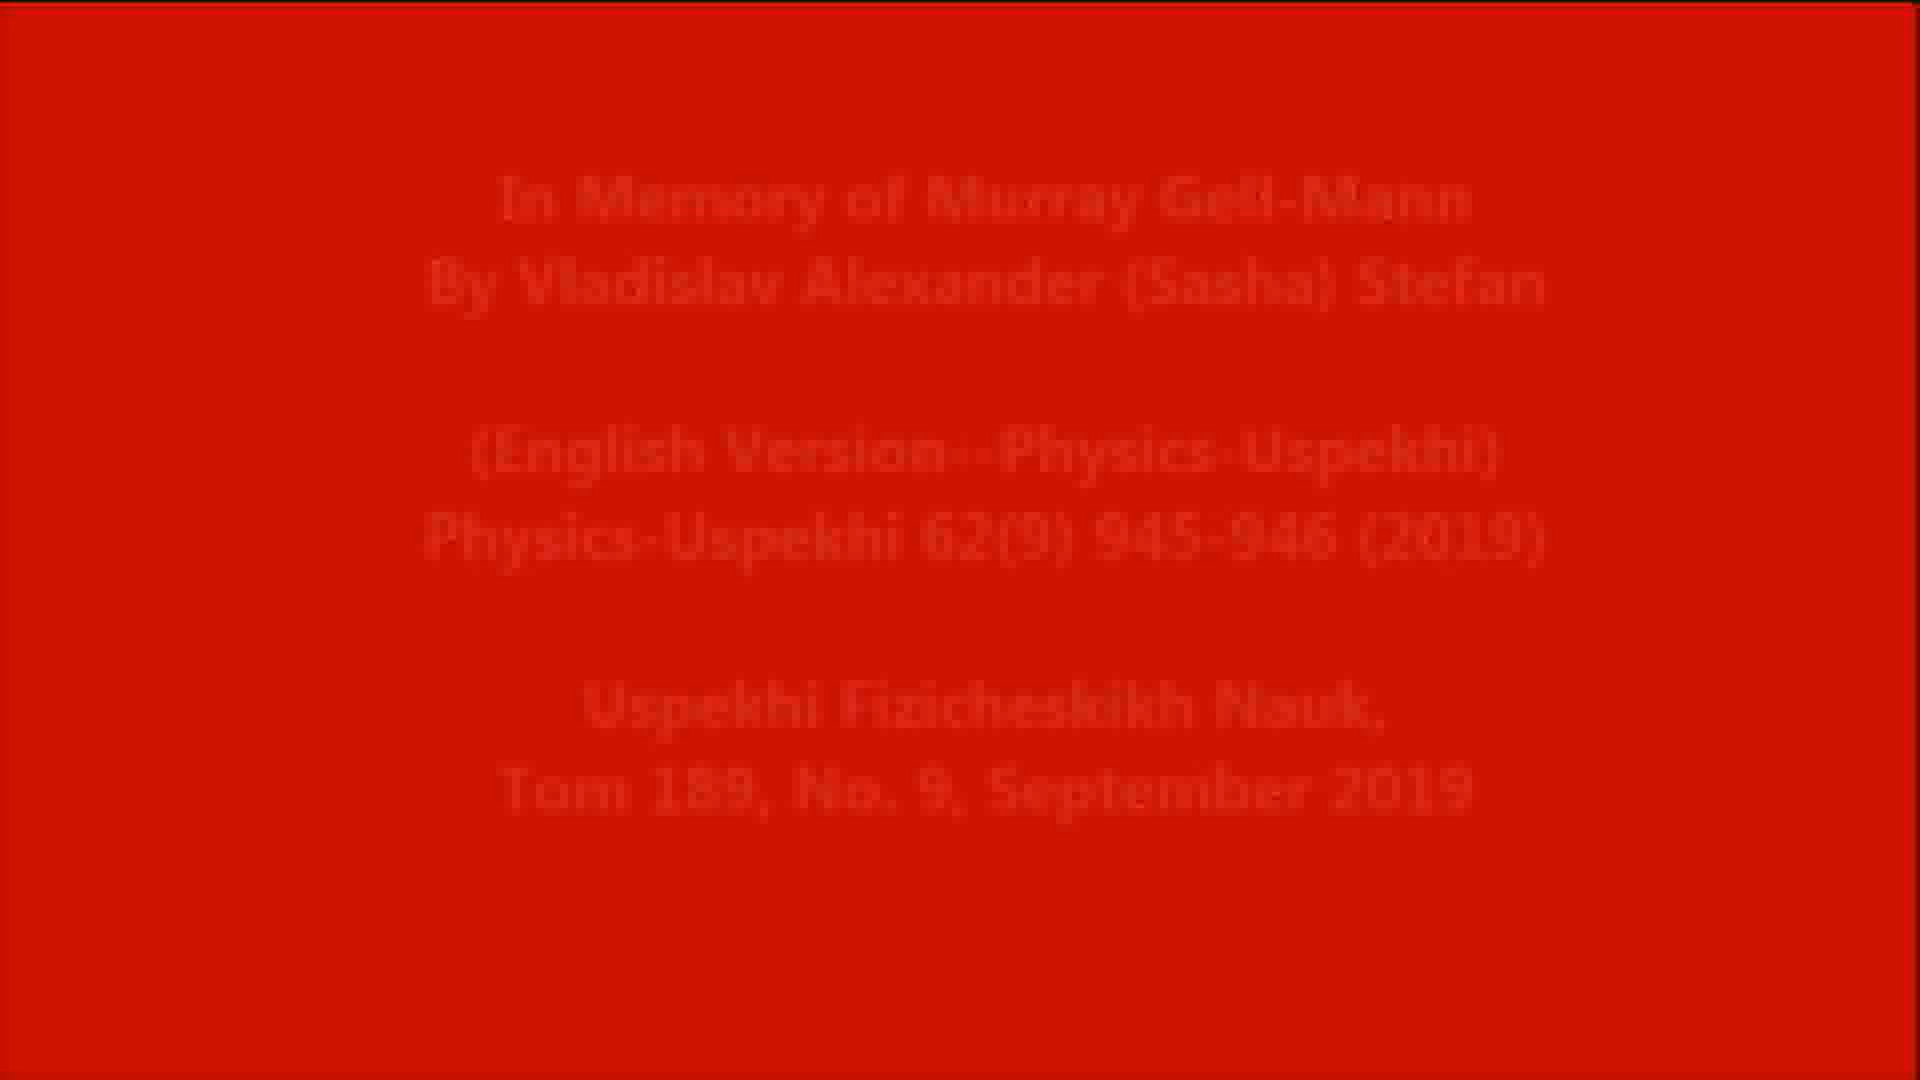 In Memory of Murray Gell-Mann
By Vladislav Alexander (Sasha) Stefan
(English Version--Physics-Uspekhi)
Physics-Uspekhi 62(9) 945-946 (2019)
Uspekhi Fizicheskikh Nauk,
Tom 189, No. 9, September 2019